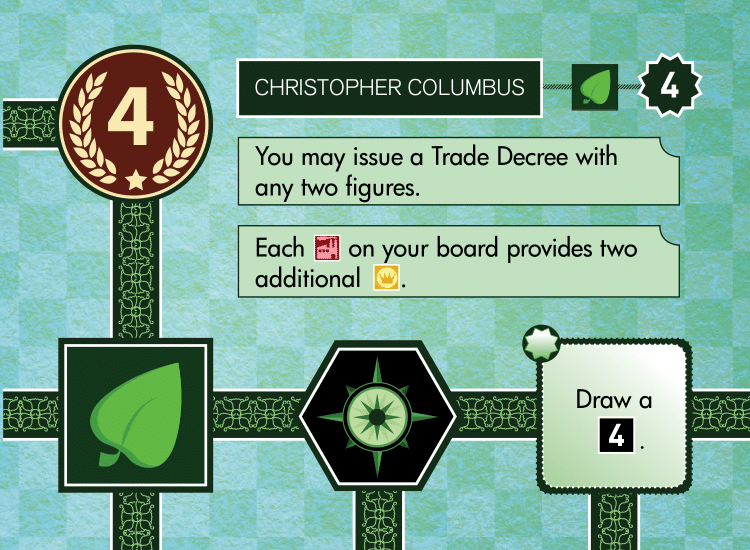 4
CHRISTOPHER COLUMBUS
4
You may issue a Trade Decree with
any two figures.
Each on your board provides two
additional .
Draw a
4 .